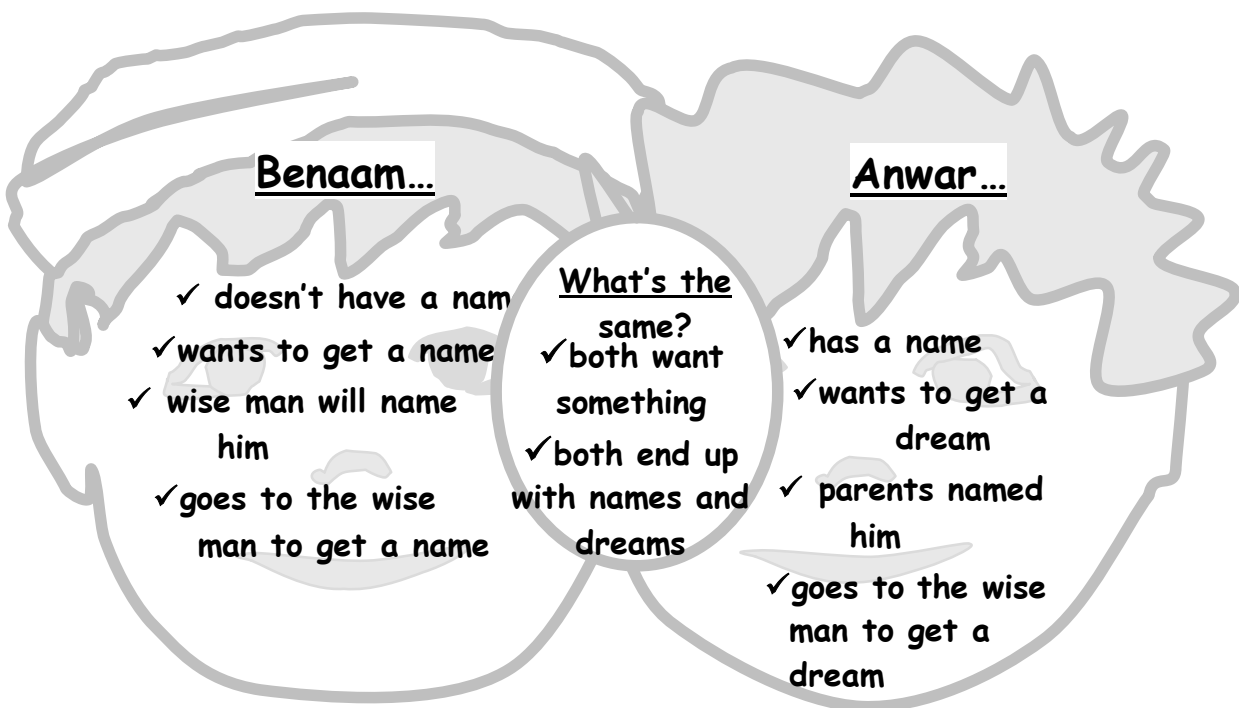 Benaam...
✓ doesn't have a nam
✓wants to get a name
✓ wise man will name
him
✓goes to the wise
man to get a name
What's the
same?
✓both want
something
✓both end up
with names and
dreams
Anwar...
✓has a name
✓wants to get a
dream
✓ parents named
him
✓goes to the wise
man to get a
dream